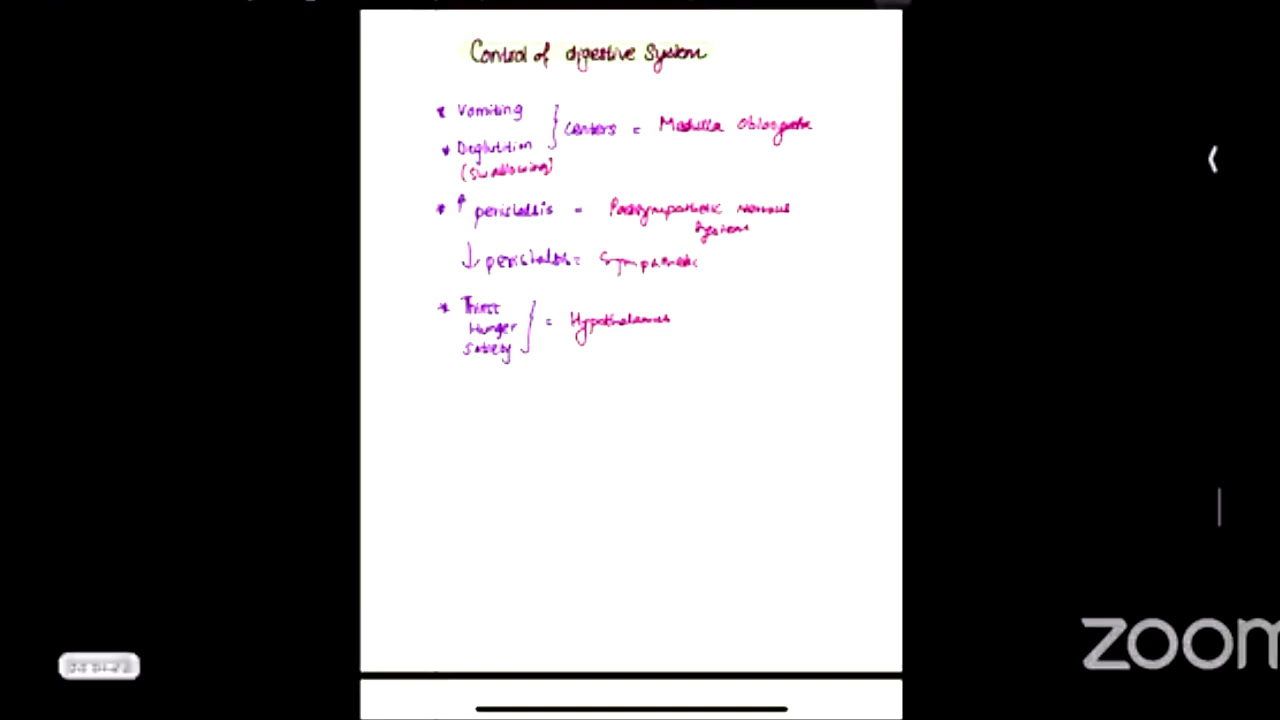 Control of digestive System
* Vomiting
* Deglutition
(Swallowing)
} Centers = Medulla oblongata
* ↑ peristalsis = Parasympathetic nervous
System
↓ peristalsis = Sympathetic
* Thirst
Hunger
Satiety
} = Hypothalamus
zoom